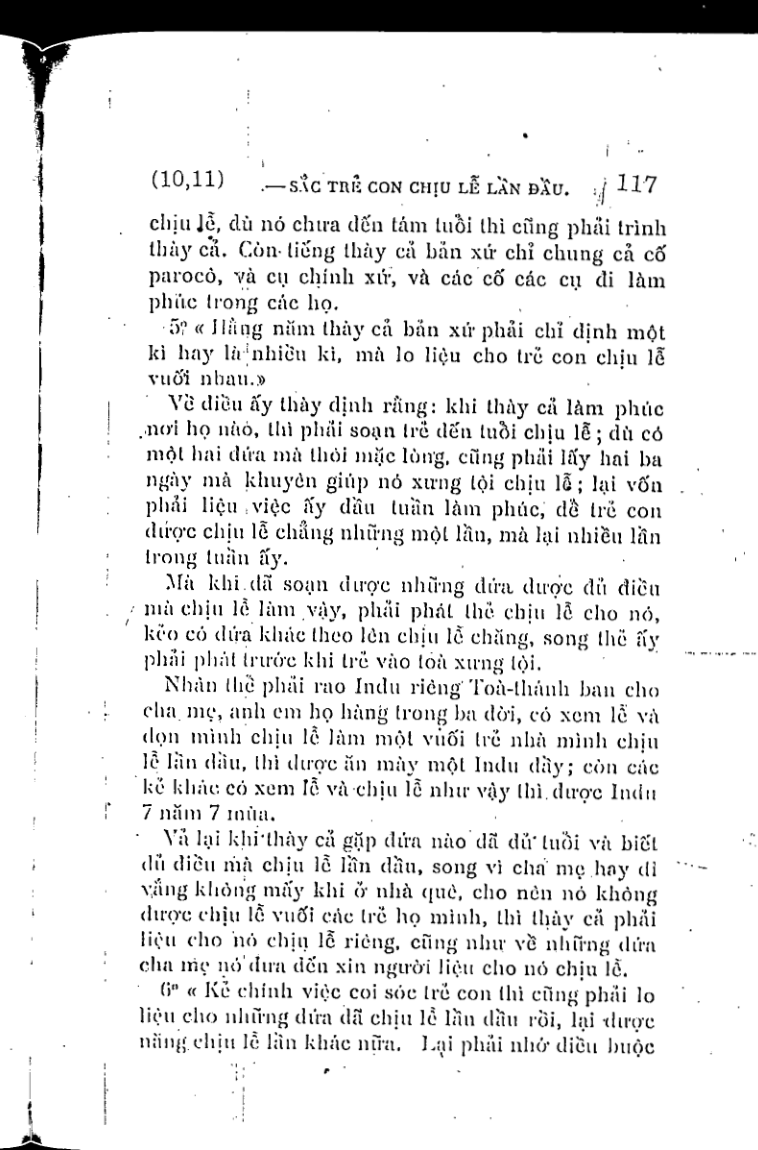 (10,11) .—SẮC TRẺ CON CHỊU LỄ LẦN ĐẦU. 117
chịu lễ, dù nó chưa đến tám tuổi thì cũng phải trình
thày cả. Còn tiếng thày cả bản xứ chỉ chung cả cố
parocô, và cụ chính xứ, và các cố các cụ đi làm
phúc trong các họ.
5º « Hằng năm thày cả bản xứ phải chỉ định một
kì hay là nhiều kì, mà lo liệu cho trẻ con chịu lễ
vuối nhau.»
Về điều ấy thày định rằng: khi thày cả làm phúc
nơi họ nào, thì phải soạn trẻ đến tuổi chịu lễ; dù có
một hai đứa mà thôi mặc lòng, cũng phải lấy hai ba
ngày mà khuyên giúp nó xưng tội chịu lễ; lại vốn
phải liệu việc ấy đầu tuần làm phúc, để trẻ con
được chịu lễ chẳng những một lần, mà lại nhiều lần
trong tuần ấy.
Mà khi đã soạn được những đứa được đủ điều
mà chịu lễ làm vậy, phải phát thẻ chịu lễ cho nó,
kẻo có đứa khác theo lên chịu lễ chăng, song thẻ ấy
phải phát trước khi trẻ vào toà xưng tội.
Nhân thể phải rao Indu riêng Toà-thánh ban cho
cha mẹ, anh em họ hàng trong ba đời, có xem lễ và
dọn mình chịu lễ làm một vuối trẻ nhà mình chịu
lễ lần đầu, thì được ăn mày một Indu đầy; còn các
kẻ khác có xem lễ và chịu lễ như vậy thì được Indu
7 năm 7 mùa.
Vả lại khi thày cả gặp đứa nào đã đủ tuổi và biết
đủ điều mà chịu lễ lần đầu, song vì cha mẹ hay đi
vắng không mấy khi ở nhà quê, cho nên nó không
được chịu lễ vuối các trẻ họ mình, thì thày cả phải
liệu cho nó chịu lễ riêng, cũng như về những đứa
cha mẹ nó đưa đến xin người liệu cho nó chịu lễ.
6º « Kẻ chính việc coi sóc trẻ con thì cũng phải lo
liệu cho những đứa đã chịu lễ lần đầu rồi, lại được
năng chịu lễ lần khác nữa. Lại phải nhớ điều buộc